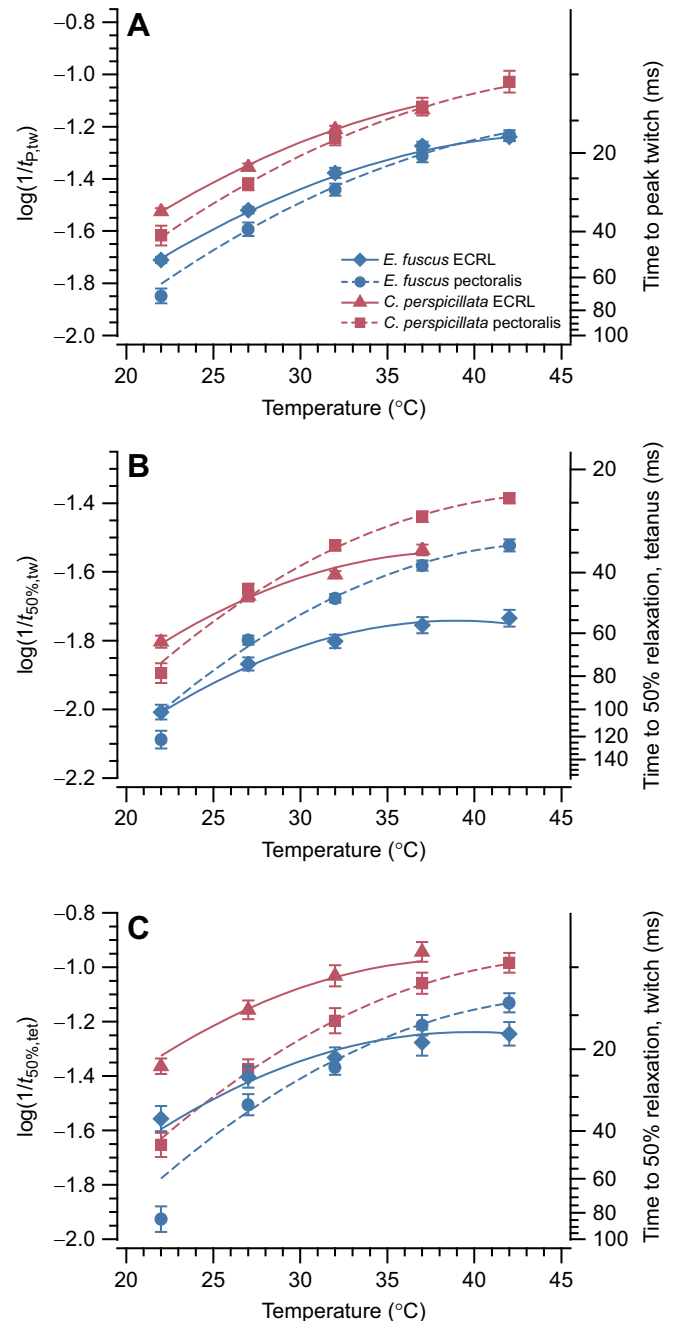 A
−0.8
−1.0
−1.2
−1.4
−1.6
−1.8
−2.0
log(1/tP,tw)
20
40
60
80
100
Time to peak twitch (ms)
E. fuscus ECRL
E. fuscus pectoralis
C. perspicillata ECRL
C. perspicillata pectoralis
20 25 30 35 40 45
Temperature (°C)
B
−1.4
−1.6
−1.8
−2.0
−2.2
log(1/t50%,tw)
20
40
60
80
100
120
140
Time to 50% relaxation, tetanus (ms)
20 25 30 35 40 45
Temperature (°C)
C
−0.8
−1.0
−1.2
−1.4
−1.6
−1.8
−2.0
log(1/t50%,tet)
20
40
60
80
100
Time to 50% relaxation, twitch (ms)
20 25 30 35 40 45
Temperature (°C)